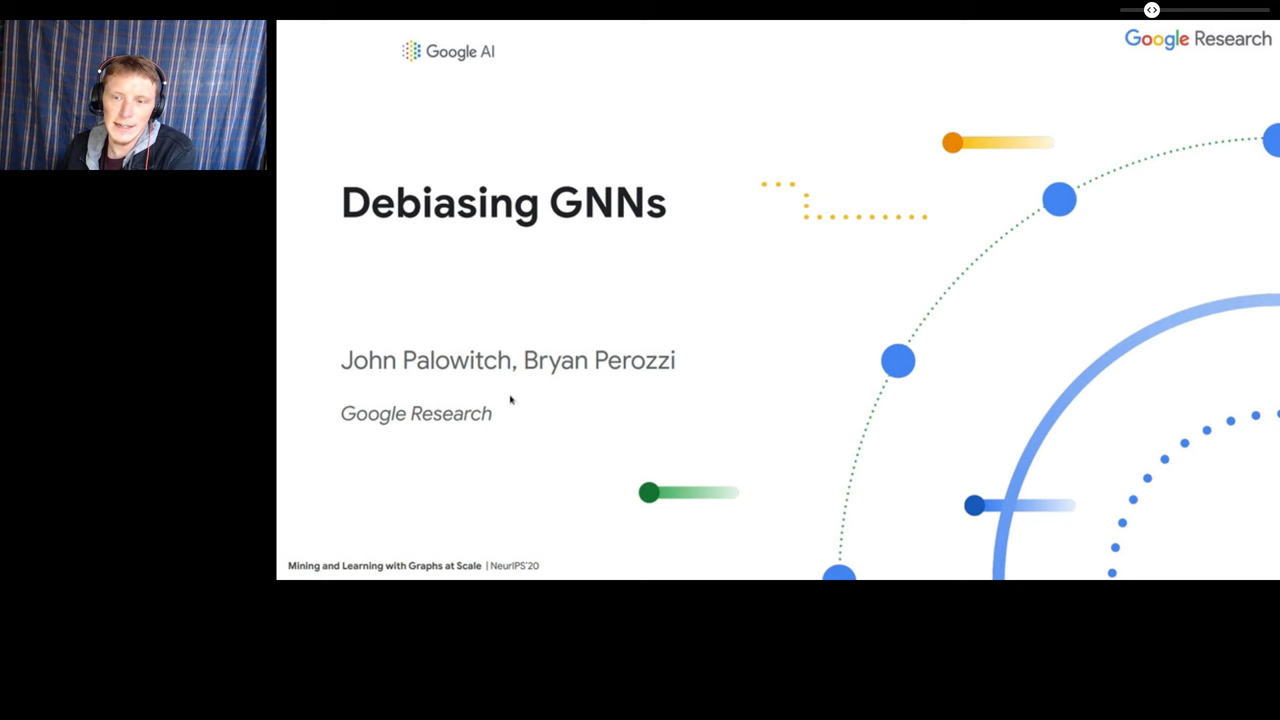 Google AI
Google Research
Debiasing GNNs
John Palowitch, Bryan Perozzi
Google Research
Mining and Learning with Graphs at Scale | NeurIPS'20